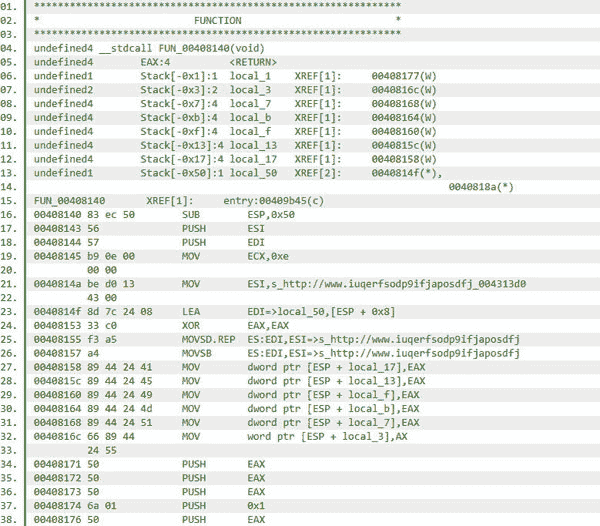 01. ************************************************************
02. * FUNCTION *
03. ************************************************************
04. undefined4 __stdcall FUN_00408140(void)
05. undefined4 EAX:4 <RETURN>
06. undefined1 Stack[-0x1]:1 local_1 XREF[1]: 00408177(W)
07. undefined2 Stack[-0x3]:2 local_3 XREF[1]: 0040816c(W)
08. undefined4 Stack[-0x7]:4 local_7 XREF[1]: 00408168(W)
09. undefined4 Stack[-0xb]:4 local_b XREF[1]: 00408164(W)
10. undefined4 Stack[-0xf]:4 local_f XREF[1]: 00408160(W)
11. undefined4 Stack[-0x13]:4 local_13 XREF[1]: 0040815c(W)
12. undefined4 Stack[-0x17]:4 local_17 XREF[1]: 00408158(W)
13. undefined1 Stack[-0x50]:1 local_50 XREF[2]: 0040814f(*),
14. 0040818a(*)
15. FUN_00408140 XREF[1]: entry:00409b45(c)
16. 00408140 83 ec 50 SUB ESP,0x50
17. 00408143 56 PUSH ESI
18. 00408144 57 PUSH EDI
19. 00408145 b9 0e 00 MOV ECX,0xe
20. 00 00
21. 0040814a be d0 13 MOV ESI,s_http://www.iuqerfsodp9ifjaposdfj_004313d0
22. 43 00
23. 0040814f 8d 7c 24 08 LEA EDI=>local_50,[ESP + 0x8]
24. 00408153 33 c0 XOR EAX,EAX
25. 00408155 f3 a5 MOVSD.REP ES:EDI,ESI=>s_http://www.iuqerfsodp9ifjaposdfj
26. 00408157 a4 MOVSB ES:EDI,ESI=>s_http://www.iuqerfsodp9ifjaposdfj
27. 00408158 89 44 24 41 MOV dword ptr [ESP + local_17],EAX
28. 0040815c 89 44 24 45 MOV dword ptr [ESP + local_13],EAX
29. 00408160 89 44 24 49 MOV dword ptr [ESP + local_f],EAX
30. 00408164 89 44 24 4d MOV dword ptr [ESP + local_b],EAX
31. 00408168 89 44 24 51 MOV dword ptr [ESP + local_7],EAX
32. 0040816c 66 89 44 MOV word ptr [ESP + local_3],AX
33. 24 55
34. 00408171 50 PUSH EAX
35. 00408172 50 PUSH EAX
36. 00408173 50 PUSH EAX
37. 00408174 6a 01 PUSH 0x1
38. 00408176 50 PUSH EAX